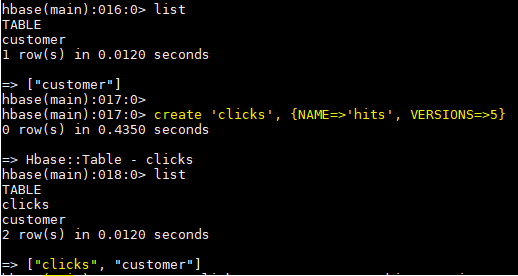 hbase(main):016:0> list
TABLE
customer
1 row(s) in 0.0120 seconds
=> ["customer"]
hbase(main):017:0>
hbase(main):017:0> create 'clicks', {NAME=>'hits', VERSIONS=>5}
0 row(s) in 0.4350 seconds
=> Hbase::Table - clicks
hbase(main):018:0> list
TABLE
clicks
customer
2 row(s) in 0.0120 seconds
=> ["clicks", "customer"]